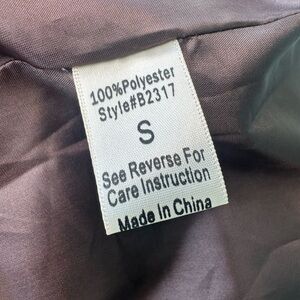 100%Polyester
Style#B2317
S
See Reverse For
Care Instruction
Made In China